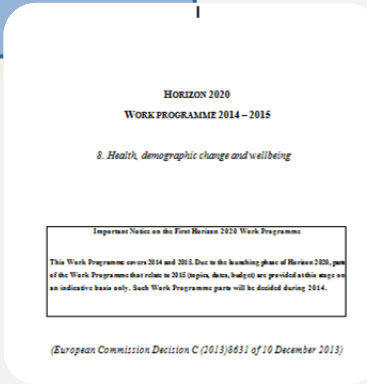 HORIZON 2020
WORK PROGRAMME 2014 – 2015
8. Health, demographic change and wellbeing
Important Notice on the First Horizon 2020 Work Programme
This Work Programme covers 2014 and 2015. Due to the launching phase of Horizon 2020, parts
of the Work Programme that relate to 2015 (topics, dates, budget) are provided at this stage on
an indicative basis only. Such Work Programme parts will be decided during 2014.
(European Commission Decision C (2013)8631 of 10 December 2013)